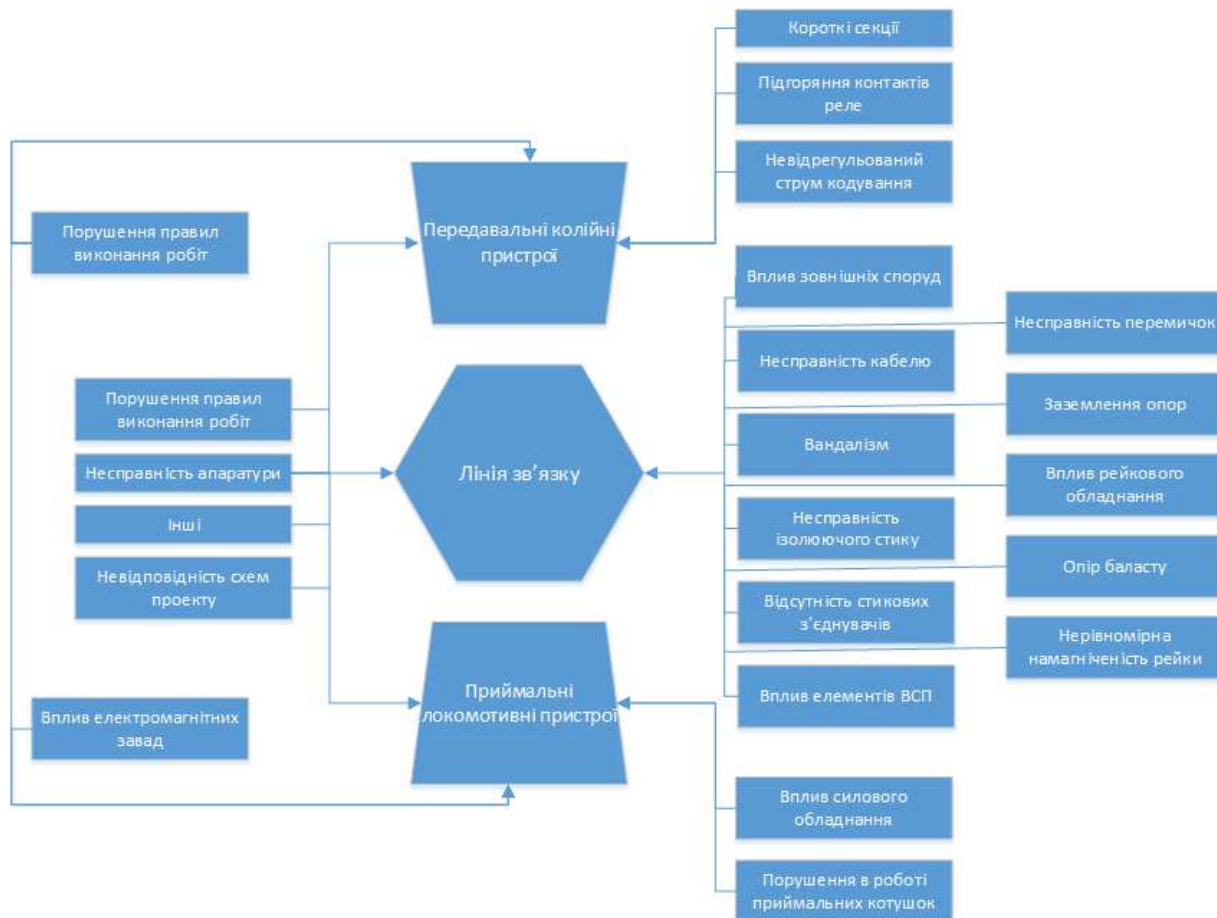 Короткі секції
Підгоряння контактів
реле
Невідрегульований
струм кодування
Порушення правил
виконання робіт
Передавальні колійні
пристрої
Вплив зовнішніх споруд
Несправність перемичок
Несправність кабелю
Порушення правил
виконання робіт
Заземлення опор
Вандалізм
Несправність апаратури
Лінія зв’язку
Вплив рейкового
обладнання
Інші
Несправність
ізолюючого стику
Невідповідність схем
проекту
Опір баласту
Відсутність стикових
з’єднувачів
Нерівномірна
намагніченість рейки
Приймальні
локомотивні пристрої
Вплив елементів ВСП
Вплив електромагнітних
завад
Вплив силового
обладнання
Порушення в роботі
приймальних котушок